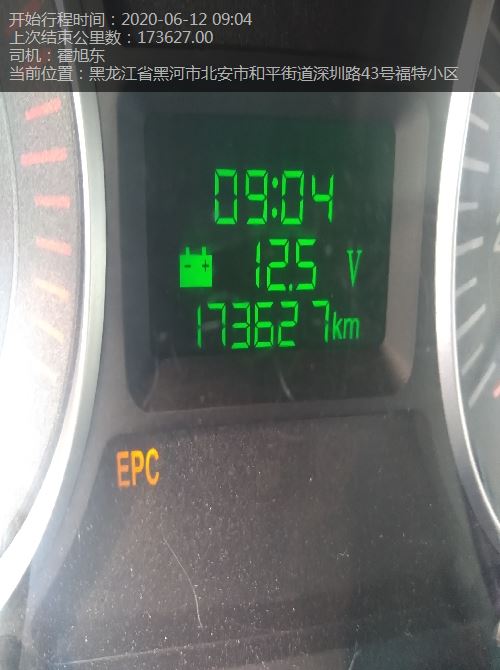 开始行程时间：2020-06-12 09:04
上次结束公里数：173627.00
司机：霍旭东
当前位置：黑龙江省黑河市北安市和平街道深圳路43号福特小区
09:04
12.5 V
173627km
EPC